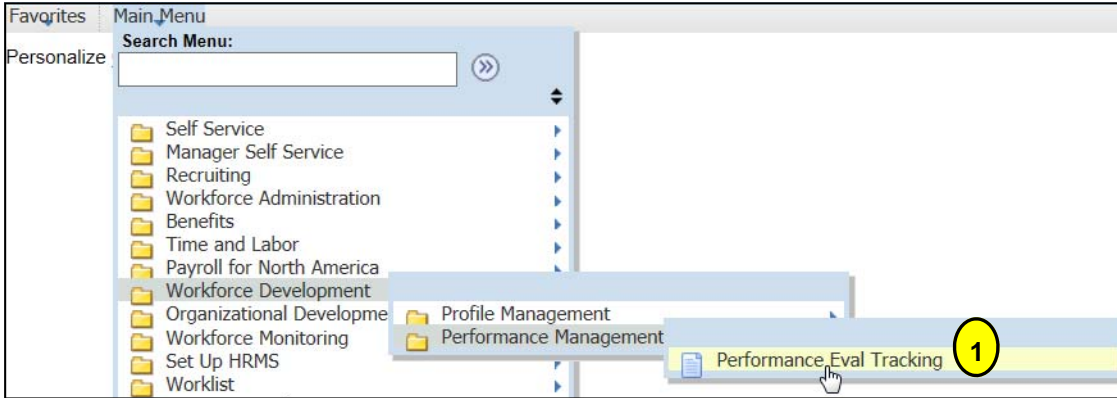 Favorites Main Menu
Search Menu:
Personalize
Self Service
Manager Self Service
Recruiting
Workforce Administration
Benefits
Time and Labor
Payroll for North America
Workforce Development
Organizational Developme Profile Management
Workforce Monitoring Performance Management
Set Up HRMS Performance Eval Tracking 1
Worklist